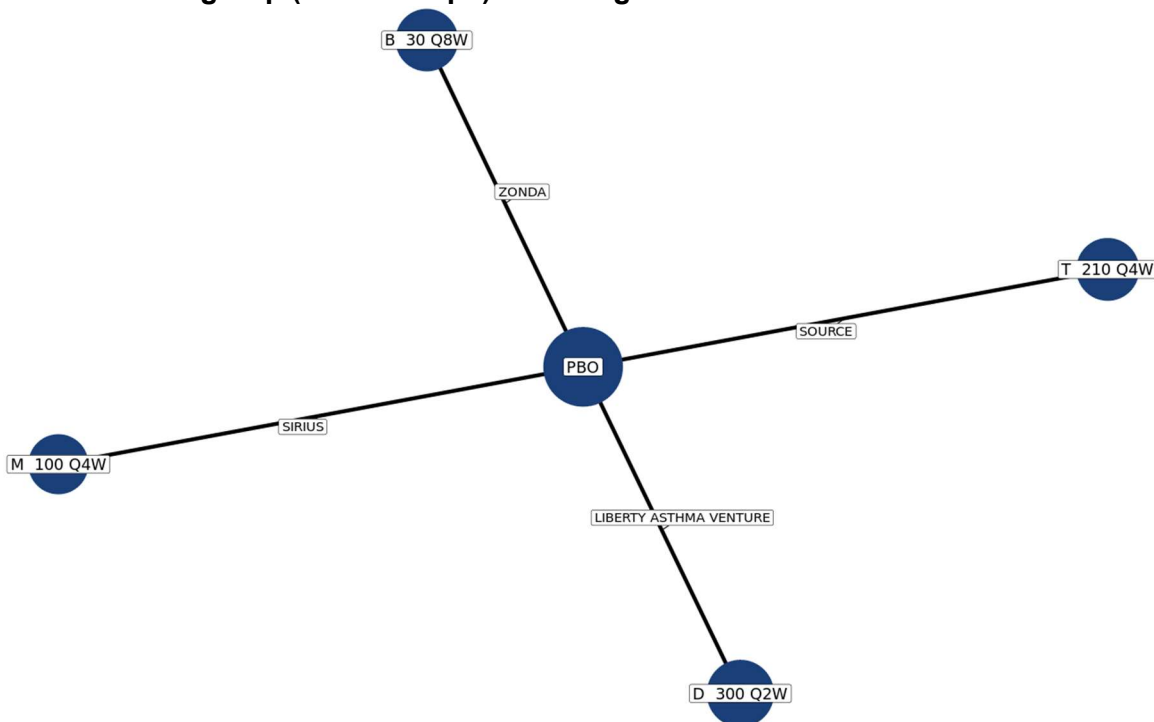 B 30 Q8W
ZONDA
T 210 Q4W
SOURCE
PBO
SIRIUS
M 100 Q4W
LIBERTY ASTHMA VENTURE
D 300 Q2W